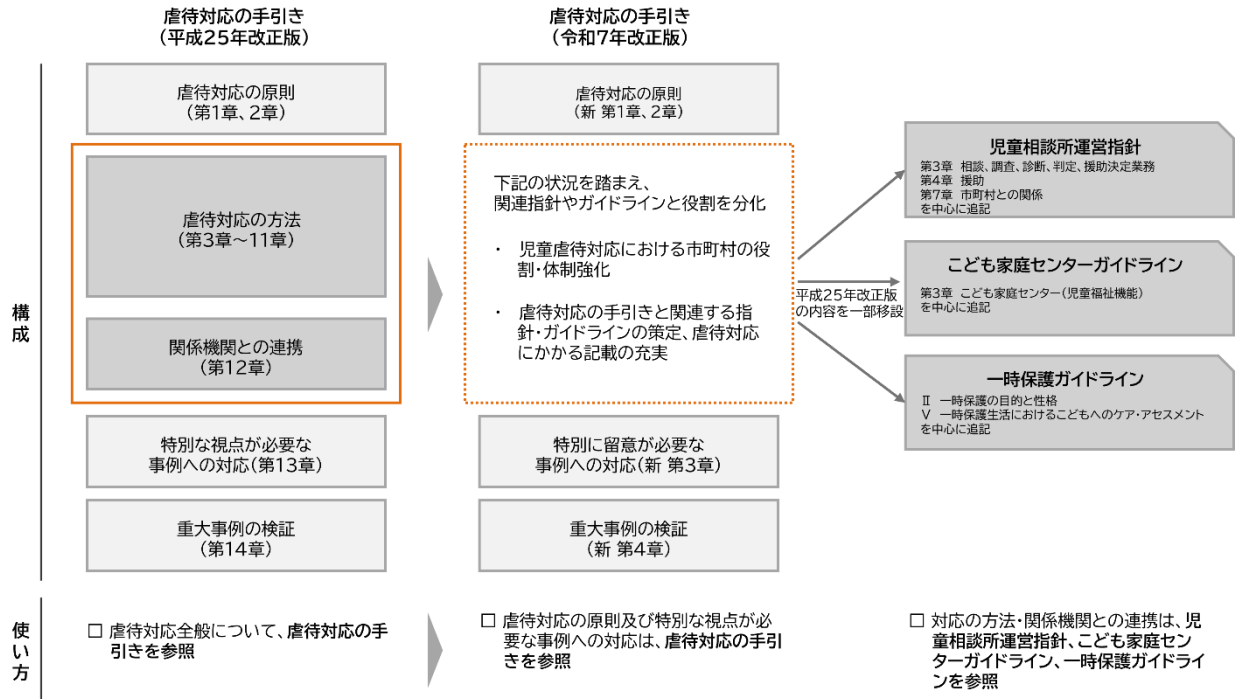 虐待対応の手引き
(平成25年改正版)
虐待対応の手引き
(令和7年改正版)
構成
虐待対応の原則
(第1章、2章)
虐待対応の方法
(第3章～11章)
関係機関との連携
(第12章)
特別な視点が必要な
事例への対応(第13章)
重大事例の検証
(第14章)
虐待対応の原則
(新 第1章、2章)
下記の状況を踏まえ、
関連指針やガイドラインと役割を分化
・ 児童虐待対応における市町村の役
割・体制強化
・ 虐待対応の手引きと関連する指
針・ガイドラインの策定、虐待対応
にかかる記載の充実
特別に留意が必要な
事例への対応(新 第3章)
重大事例の検証
(新 第4章)
平成25年改正版
の内容を一部移設
児童相談所運営指針
第3章 相談、調査、診断、判定、援助決定業務
第4章 援助
第7章 市町村との関係
を中心に追記
こども家庭センターガイドライン
第3章 こども家庭センター(児童福祉機能)
を中心に追記
一時保護ガイドライン
Ⅱ 一時保護の目的と性格
Ⅴ 一時保護生活におけるこどもへのケア・アセスメント
を中心に追記
使い方
□ 虐待対応全般について、虐待対応の手
引きを参照
□ 虐待対応の原則及び特別な視点が必
要な事例への対応は、虐待対応の手引
きを参照
□ 対応の方法・関係機関との連携は、児
童相談所運営指針、こども家庭セン
ターガイドライン、一時保護ガイドライ
ンを参照